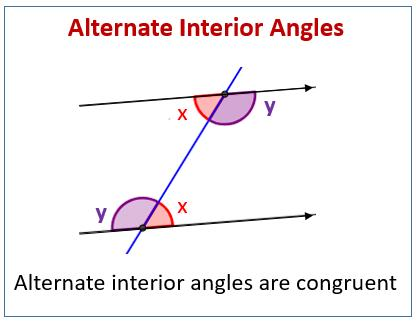 Alternate Interior Angles
x y
y x
Alternate interior angles are congruent